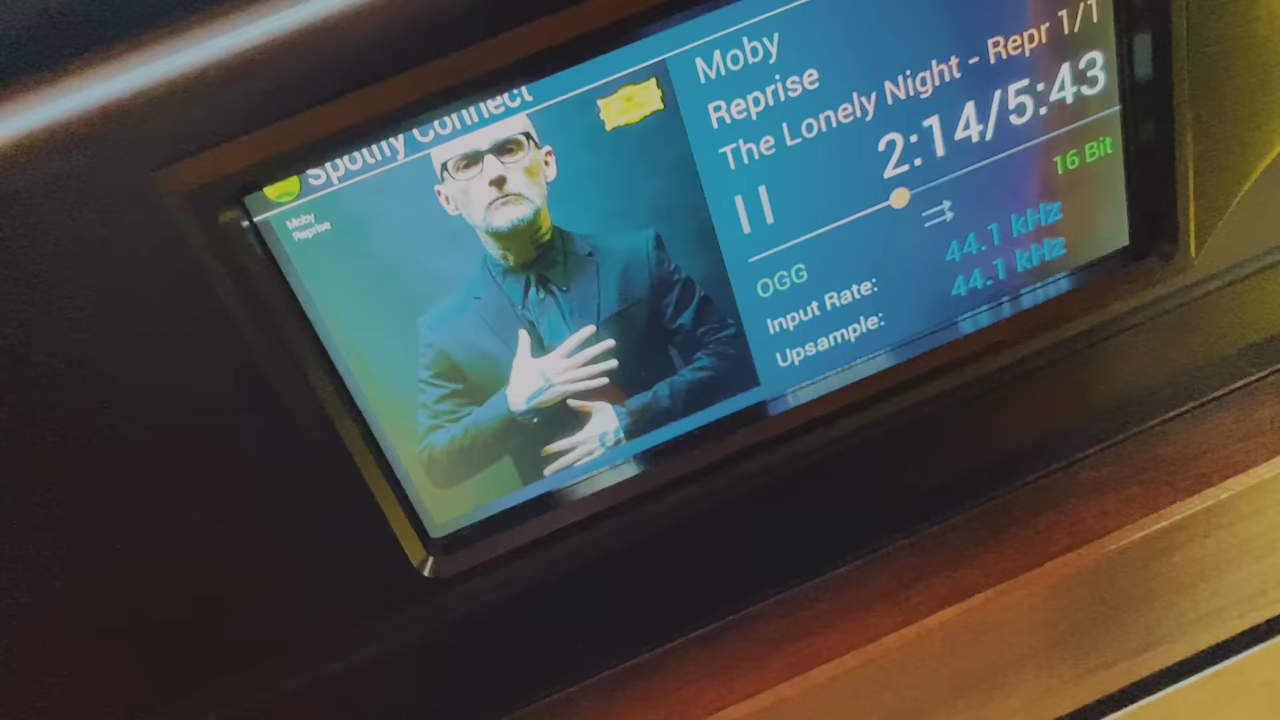 Spotify Connect
Moby
Reprise
Moby
Reprise
The Lonely Night - Repr 1/1
2:14/5:43
16 Bit
OGG
Input Rate: 44.1 kHz
Upsample: 44.1 kHz